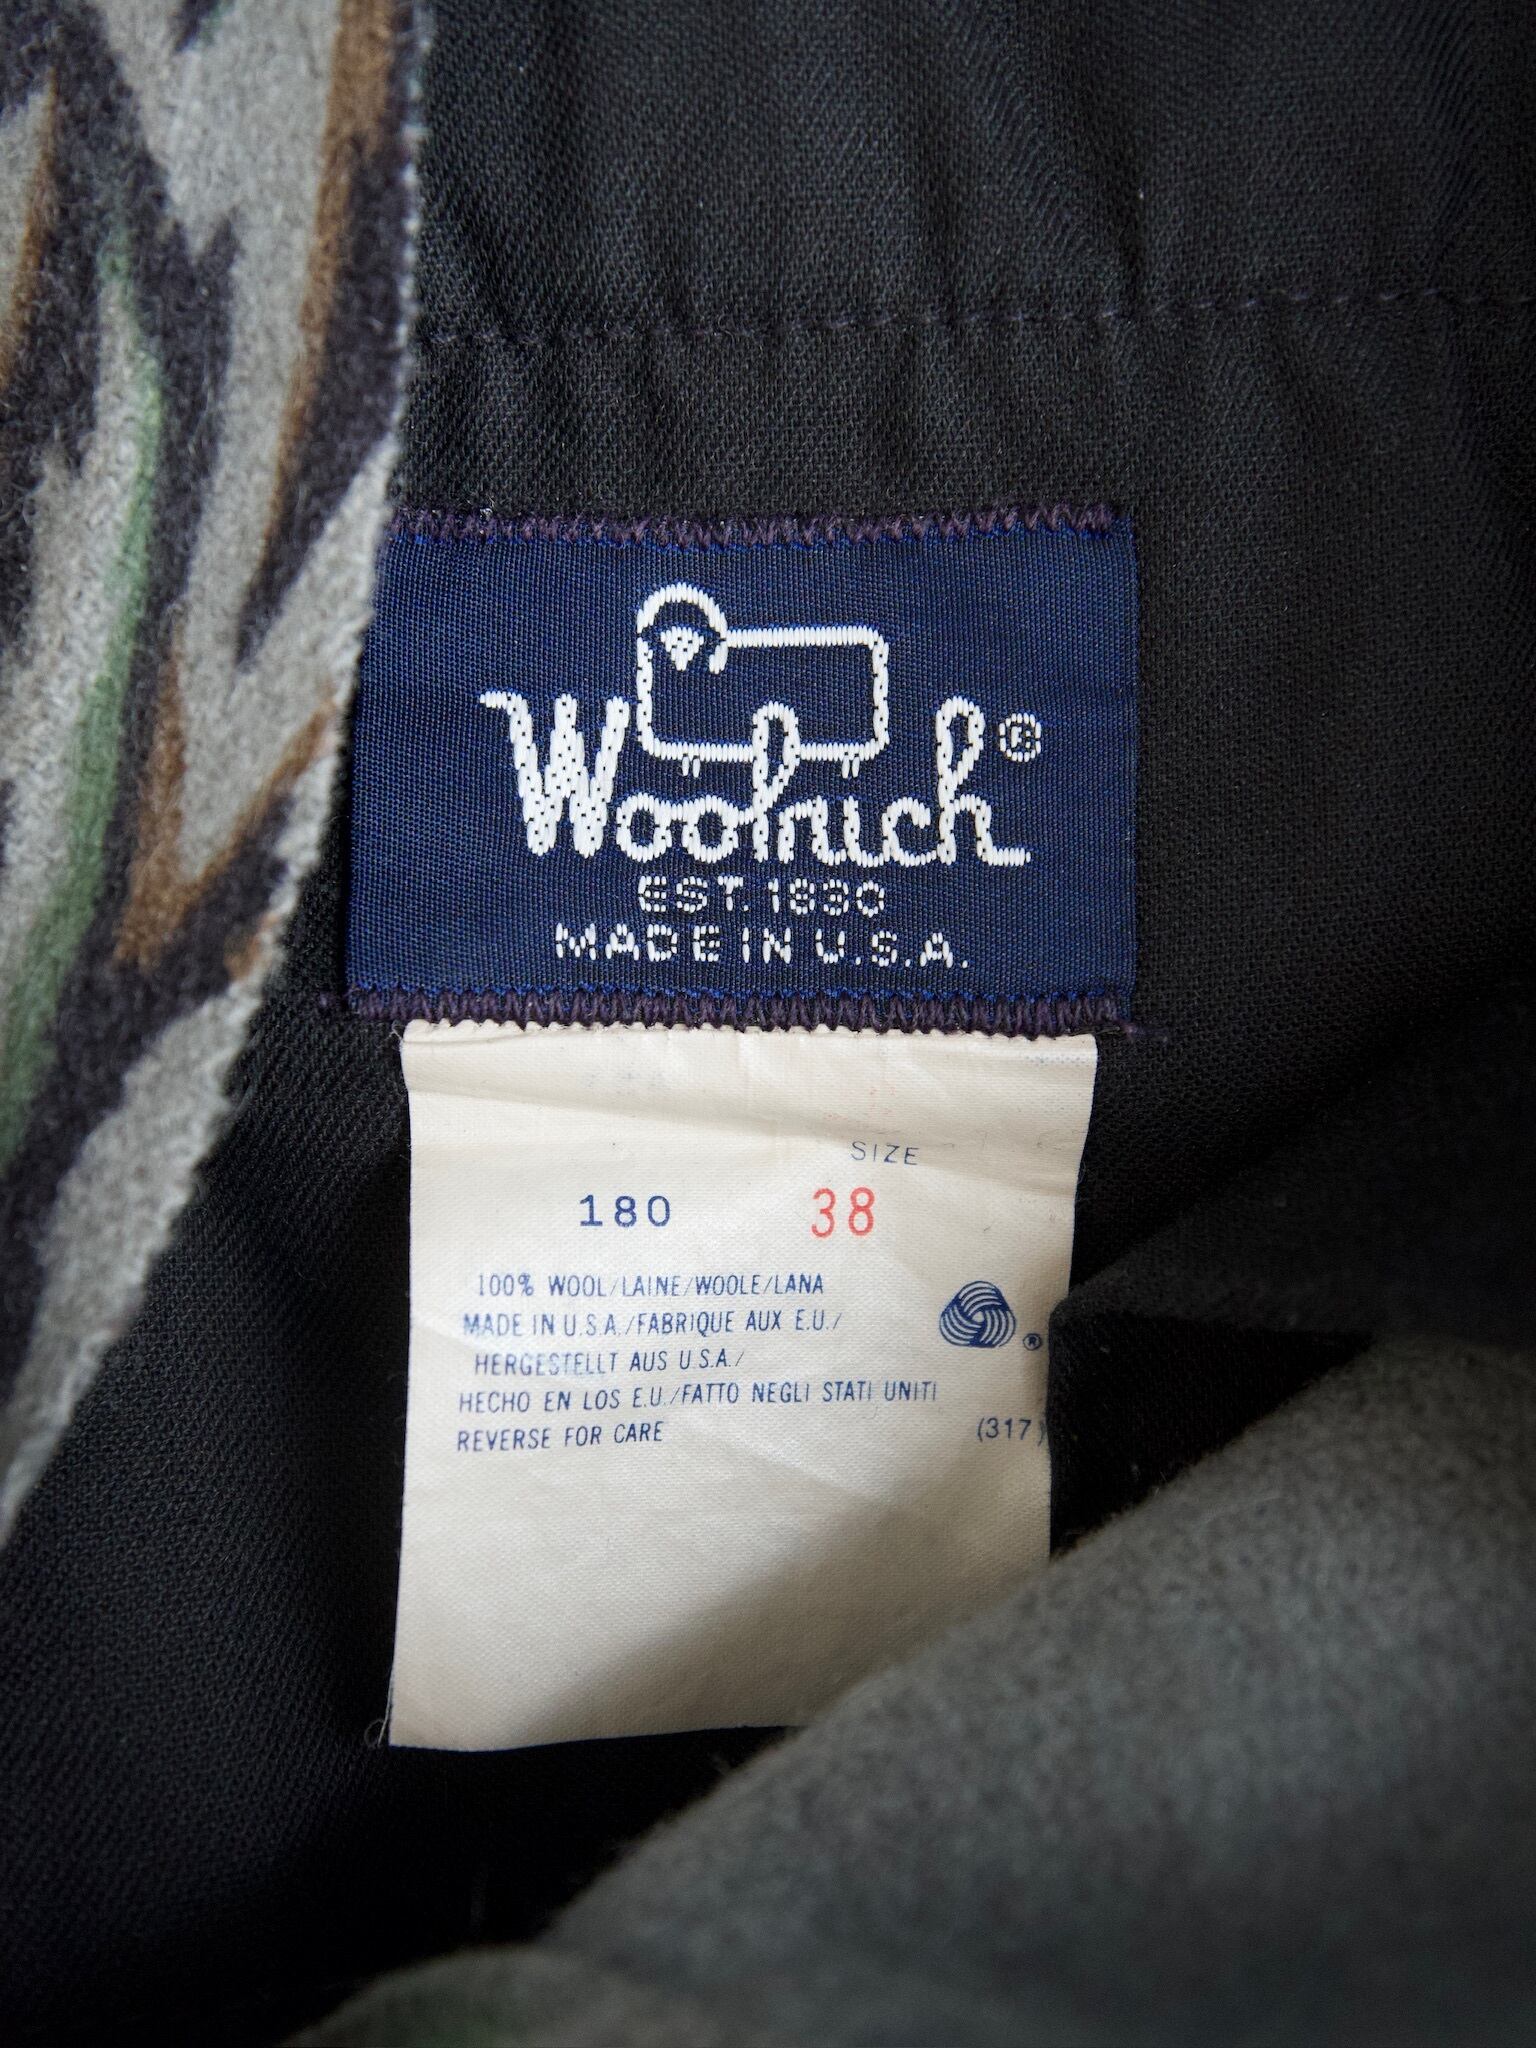 Woolrich®
EST. 1830
MADE IN U.S.A.
SIZE
180 38
100% WOOL/LAINE/WOOLE/LANA
MADE IN U.S.A./FABRIQUE AUX E.U./
HERGESTELLT AUS U.S.A./
HECHO EN LOS E.U./FATTO NEGLI STATI UNITI
REVERSE FOR CARE
®
(317)